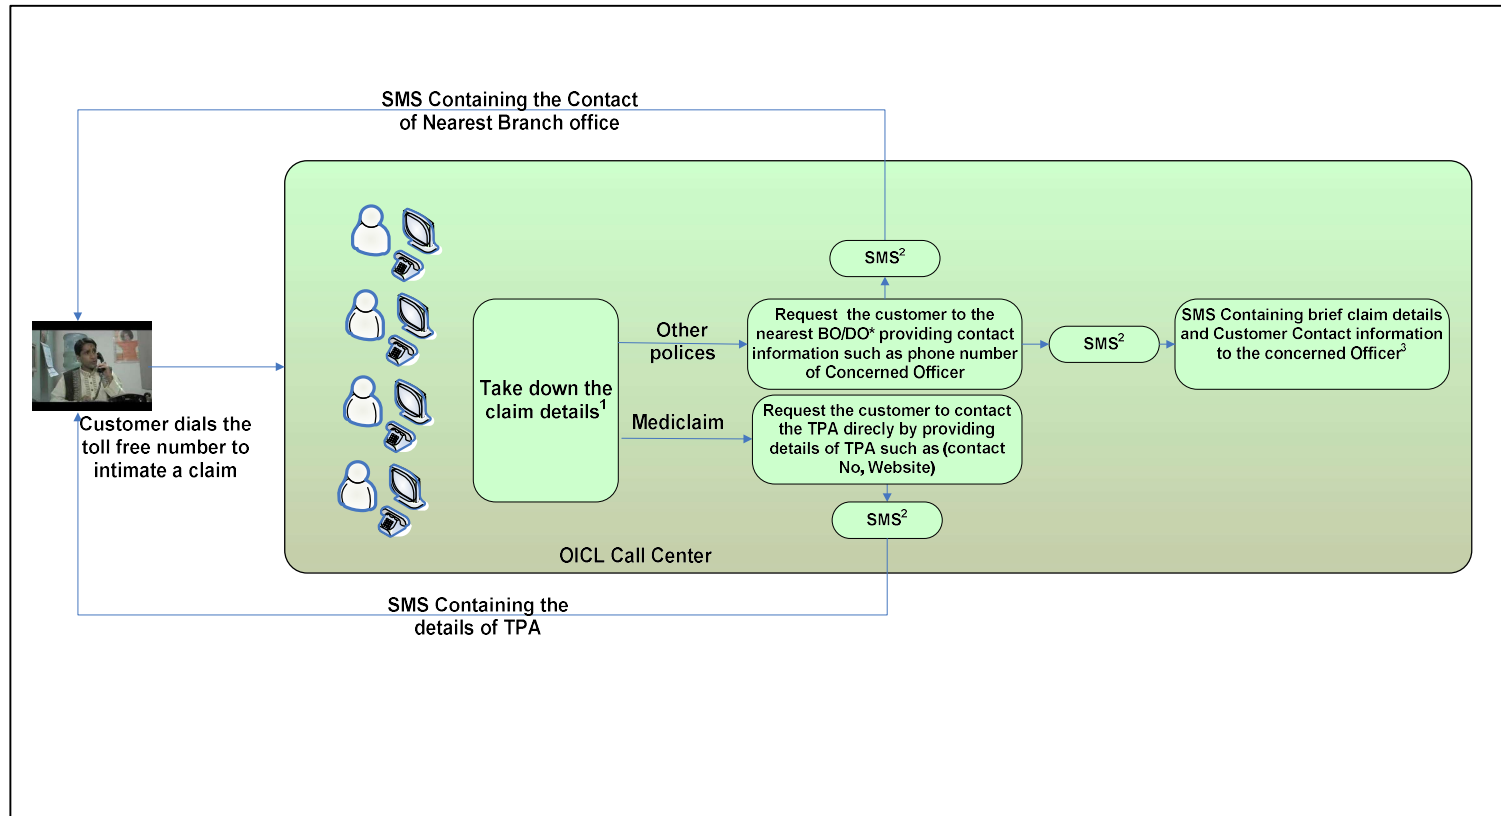 SMS Containing the Contact
of Nearest Branch office
SMS²
Request the customer to the
nearest BO/DO* providing contact
information such as phone number
of Concerned Officer
SMS²
SMS Containing brief claim details
and Customer Contact information
to the concerned Officer³
Other
polices
Take down the
claim details¹
Mediclaim
Request the customer to contact
the TPA direcly by providing
details of TPA such as (contact
No, Website)
SMS²
Customer dials the
toll free number to
intimate a claim
OICL Call Center
SMS Containing the
details of TPA